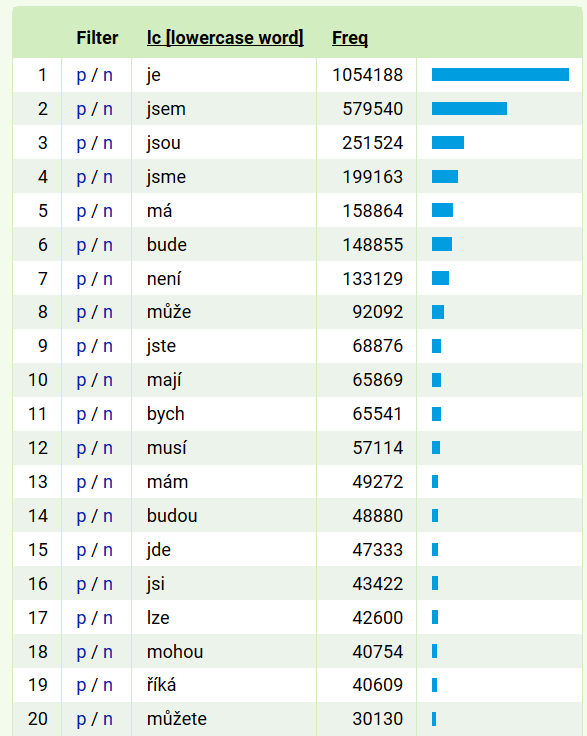 Filter lc [lowercase word] Freq
1 p / n je 1054188
2 p / n jsem 579540
3 p / n jsou 251524
4 p / n jsme 199163
5 p / n má 158864
6 p / n bude 148855
7 p / n není 133129
8 p / n může 92092
9 p / n jste 68876
10 p / n mají 65869
11 p / n bych 65541
12 p / n musí 57114
13 p / n mám 49272
14 p / n budou 48880
15 p / n jde 47333
16 p / n jsi 43422
17 p / n lze 42600
18 p / n mohou 40754
19 p / n říká 40609
20 p / n můžete 30130